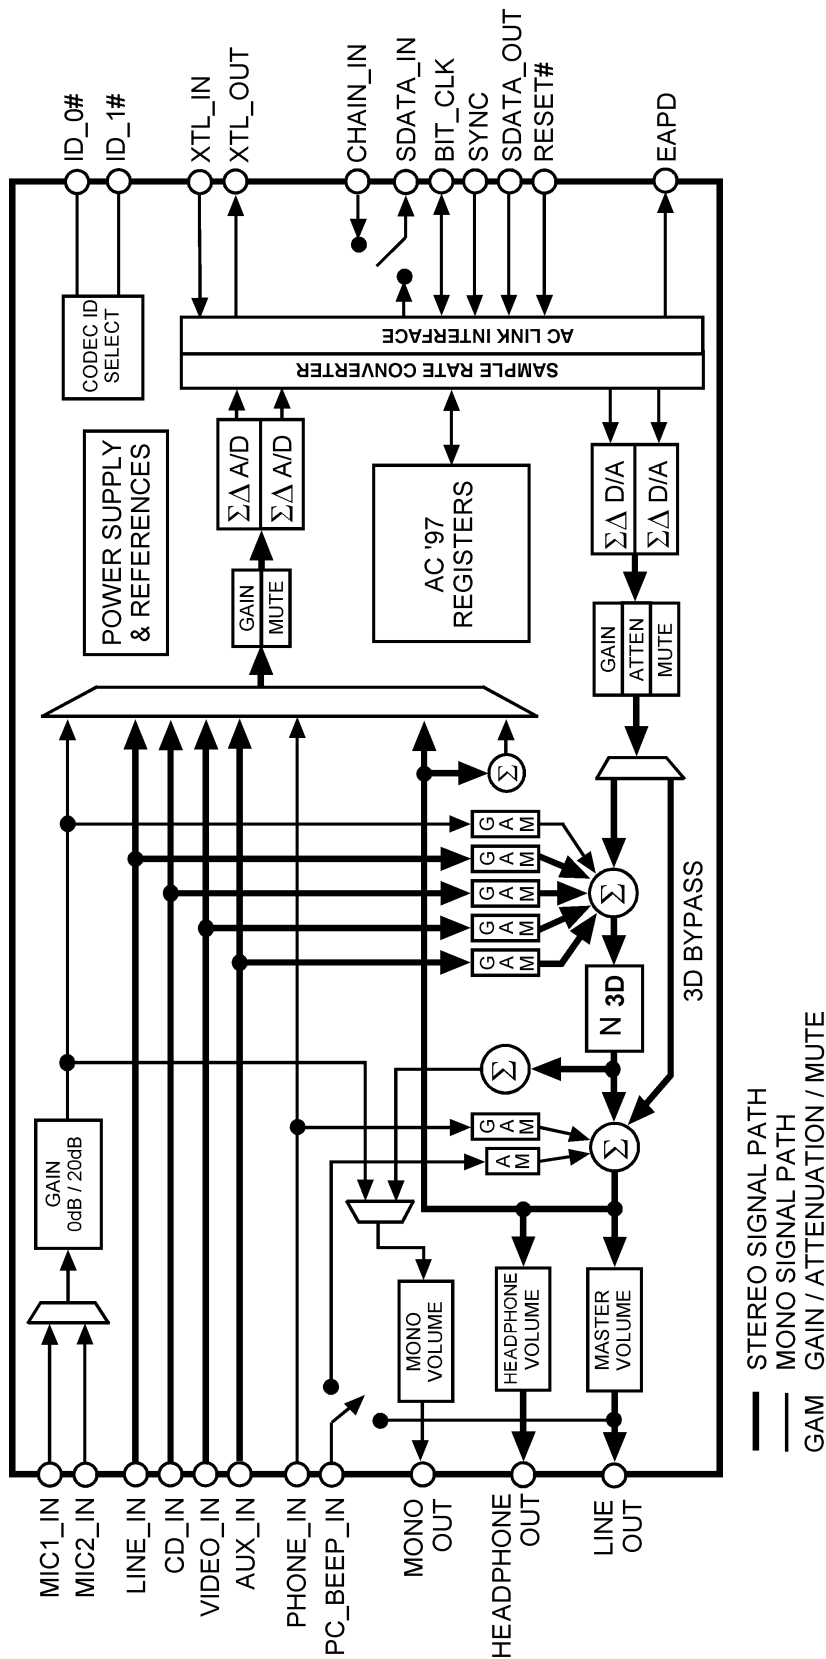 ID_0#
ID_1#
XTL_IN
XTL_OUT
CHAIN_IN
SDATA_IN
BIT_CLK
SYNC
SDATA_OUT
RESET#
EAPD
CODEC ID
SELECT
AC LINK INTERFACE
SAMPLE RATE CONVERTER
POWER SUPPLY
& REFERENCES
ΣΔ A/D
ΣΔ A/D
GAIN
MUTE
AC '97
REGISTERS
ΣΔ D/A
ΣΔ D/A
GAIN
ATTEN
MUTE
Σ
G A M
G A M
G A M
G A M
G A M
Σ
3D BYPASS
N 3D
Σ
G A M
A M
Σ
GAIN
0dB / 20dB
MONO
VOLUME
HEADPHONE
VOLUME
MASTER
VOLUME
MIC1_IN
MIC2_IN
LINE_IN
CD_IN
VIDEO_IN
AUX_IN
PHONE_IN
PC_BEEP_IN
MONO
OUT
HEADPHONE
OUT
LINE
OUT
STEREO SIGNAL PATH
MONO SIGNAL PATH
GAM GAIN / ATTENUATION / MUTE